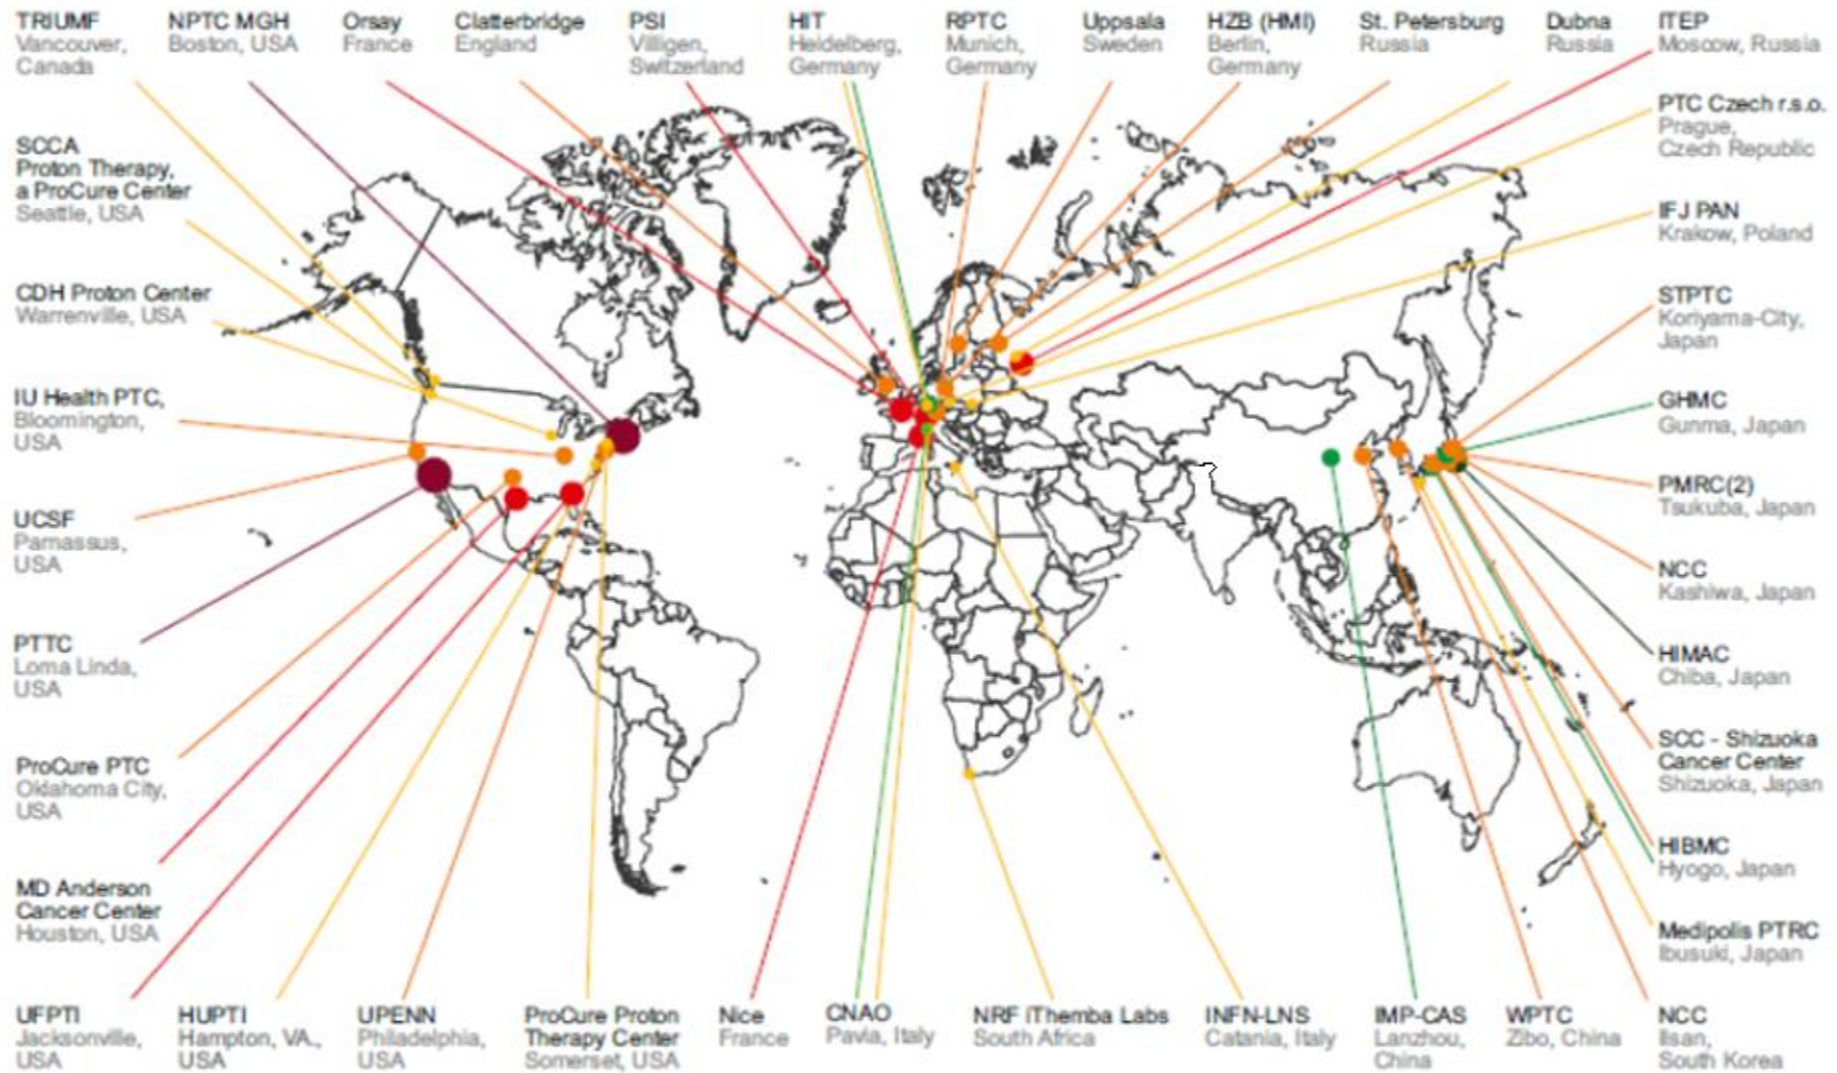 TRIUMF
Vancouver,
Canada
NPTC MGH
Boston, USA
Orsay
France
Clatterbridge
England
PSI
Villigen,
Switzerland
HIT
Heidelberg,
Germany
RPTC
Munich,
Germany
Uppsala
Sweden
HZB (HMI)
Berlin,
Germany
St. Petersburg
Russia
Dubna
Russia
ITEP
Moscow, Russia
PTC Czech r.s.o.
Prague,
Czech Republic
IFJ PAN
Krakow, Poland
STPTC
Koriyama-City,
Japan
GHMC
Gunma, Japan
PMRC(2)
Tsukuba, Japan
NCC
Kashiwa, Japan
HIMAC
Chiba, Japan
SCC - Shizuoka
Cancer Center
Shizuoka, Japan
HIBMC
Hyogo, Japan
Medipolis PTRC
Ibusuki, Japan
SCCA
Proton Therapy,
a ProCure Center
Seattle, USA
CDH Proton Center
Warrenville, USA
IU Health PTC,
Bloomington,
USA
UCSF
Parnassus,
USA
PTTC
Loma Linda,
USA
ProCure PTC
Oklahoma City,
USA
MD Anderson
Cancer Center
Houston, USA
UFPTI
Jacksonville,
USA
HUPTI
Hampton, VA.,
USA
UPENN
Philadelphia,
USA
ProCure Proton
Therapy Center
Somerset, USA
Nice
France
CNAO
Pavia, Italy
NRF iThemba Labs
South Africa
INFN-LNS
Catania, Italy
IMP-CAS
Lanzhou,
China
WPTC
Zibo, China
NCC
Ilsan,
South Korea